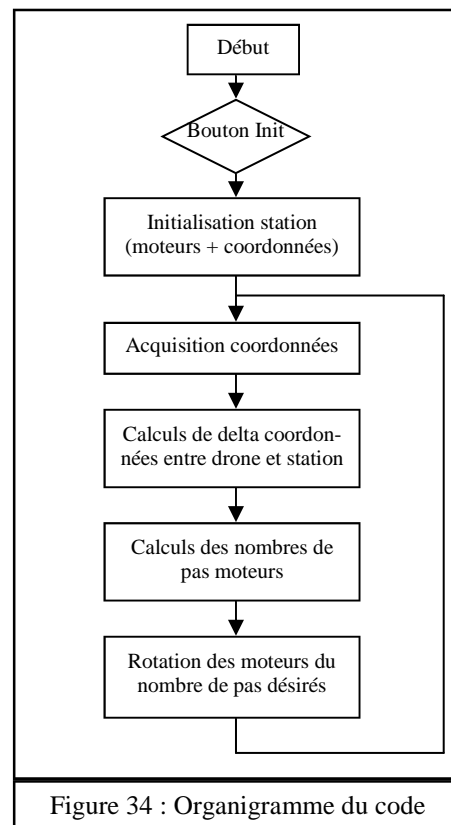 Début
Bouton Init
Initialisation station
(moteurs + coordonnées)
Acquisition coordonnées
Calculs de delta coordon-
nées entre drone et station
Calculs des nombres de
pas moteurs
Rotation des moteurs du
nombre de pas désirés
Figure 34 : Organigramme du code